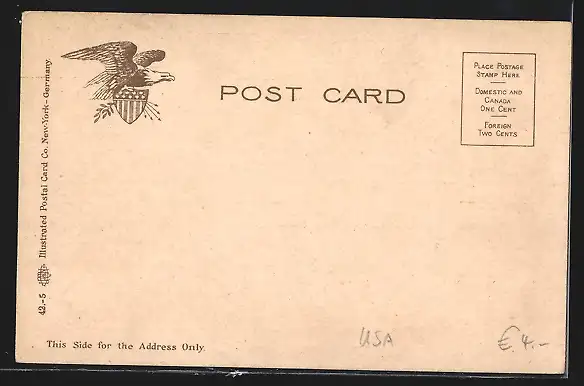 POST CARD
PLACE POSTAGE
STAMP HERE
DOMESTIC AND
CANADA
ONE CENT
FOREIGN
TWO CENTS
42.-5 Illustrated Postal Card Co. New-York-Germany.
This Side for the Address Only.
USA
€ 4.-